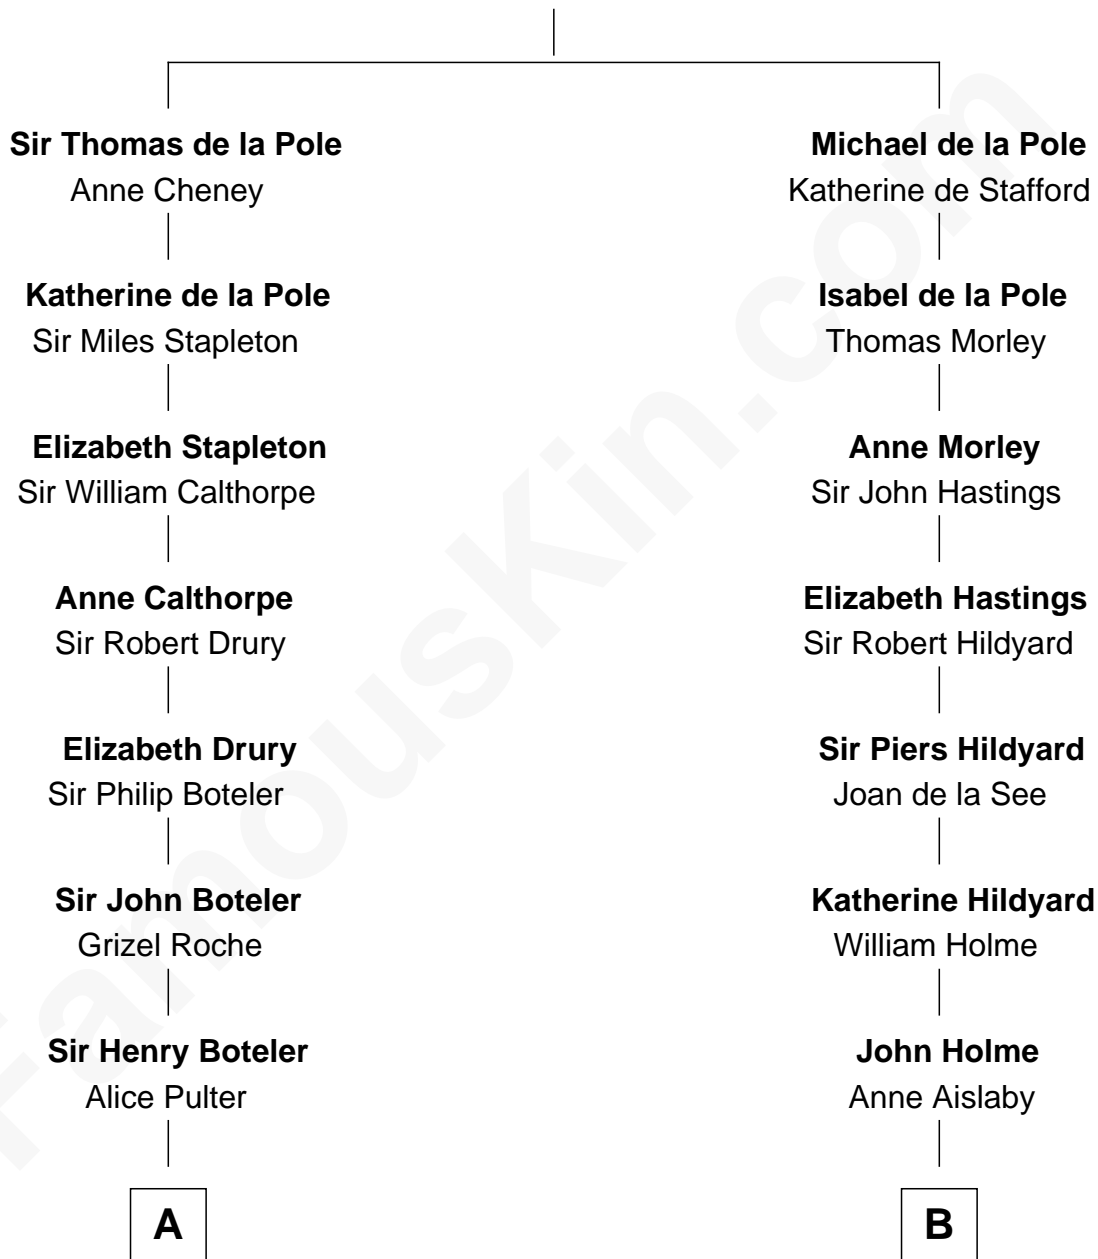 Sir Thomas de la Pole
Anne Cheney
Katherine de la Pole
Sir Miles Stapleton
Elizabeth Stapleton
Sir William Calthorpe
Anne Calthorpe
Sir Robert Drury
Elizabeth Drury
Sir Philip Boteler
Sir John Boteler
Grizel Roche
Sir Henry Boteler
Alice Pulter
A
Michael de la Pole
Katherine de Stafford
Isabel de la Pole
Thomas Morley
Anne Morley
Sir John Hastings
Elizabeth Hastings
Sir Robert Hildyard
Sir Piers Hildyard
Joan de la See
Katherine Hildyard
William Holme
John Holme
Anne Aislaby
B
FamousKin.com